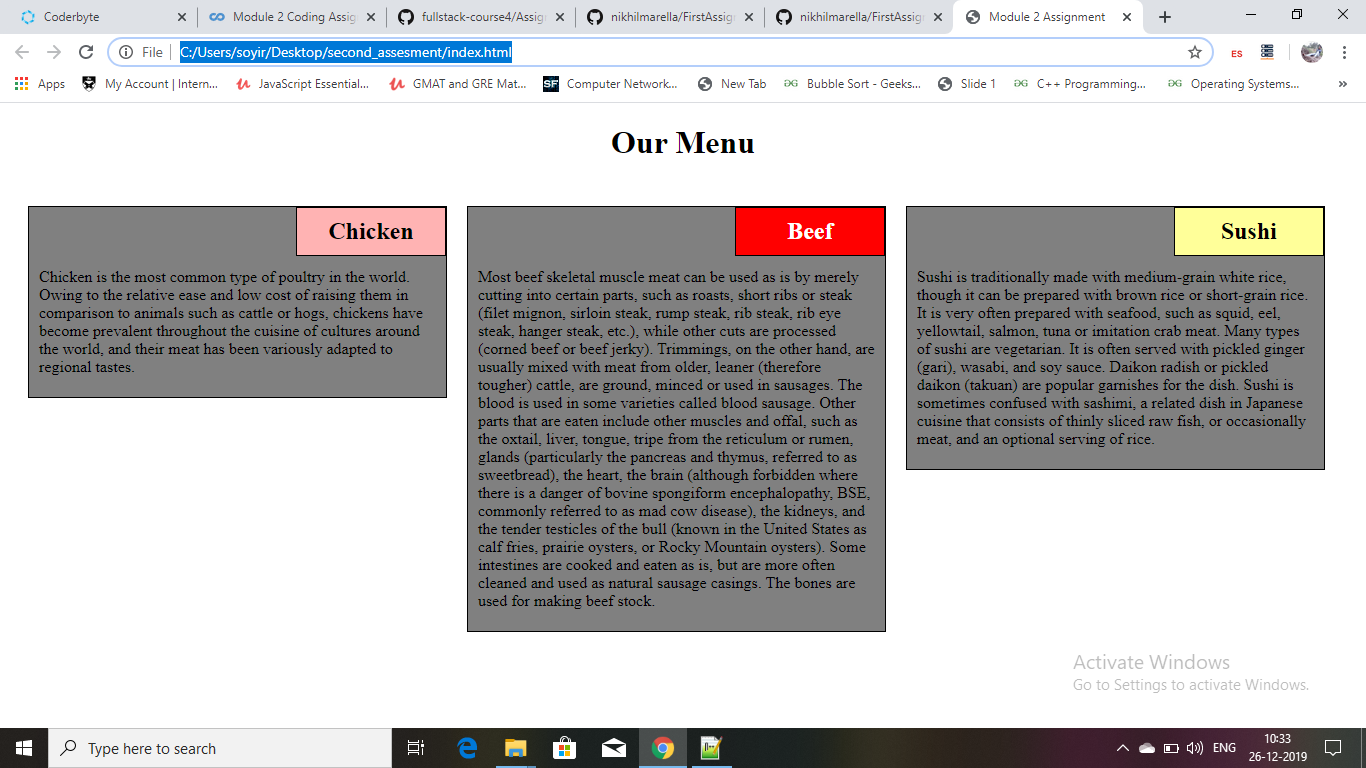 Coderbyte
Module 2 Coding Assig
fullstack-course4/Assign
nikhilmarella/FirstAssign
nikhilmarella/FirstAssign
Module 2 Assignment
File
C:/Users/soyir/Desktop/second_assesment/index.html
ES
Apps
My Account | Intern...
JavaScript Essential...
GMAT and GRE Mat...
SF
Computer Network...
New Tab
GG
Bubble Sort - Geeks...
Slide 1
GG
C++ Programming...
GG
Operating Systems...
»
Our Menu
Chicken
Chicken is the most common type of poultry in the world.
Owing to the relative ease and low cost of raising them in
comparison to animals such as cattle or hogs, chickens have
become prevalent throughout the cuisine of cultures around
the world, and their meat has been variously adapted to
regional tastes.
Beef
Most beef skeletal muscle meat can be used as is by merely
cutting into certain parts, such as roasts, short ribs or steak
(filet mignon, sirloin steak, rump steak, rib steak, rib eye
steak, hanger steak, etc.), while other cuts are processed
(corned beef or beef jerky). Trimmings, on the other hand, are
usually mixed with meat from older, leaner (therefore
tougher) cattle, are ground, minced or used in sausages. The
blood is used in some varieties called blood sausage. Other
parts that are eaten include other muscles and offal, such as
the oxtail, liver, tongue, tripe from the reticulum or rumen,
glands (particularly the pancreas and thymus, referred to as
sweetbread), the heart, the brain (although forbidden where
there is a danger of bovine spongiform encephalopathy, BSE,
commonly referred to as mad cow disease), the kidneys, and
the tender testicles of the bull (known in the United States as
calf fries, prairie oysters, or Rocky Mountain oysters). Some
intestines are cooked and eaten as is, but are more often
cleaned and used as natural sausage casings. The bones are
used for making beef stock.
Sushi
Sushi is traditionally made with medium-grain white rice,
though it can be prepared with brown rice or short-grain rice.
It is very often prepared with seafood, such as squid, eel,
yellowtail, salmon, tuna or imitation crab meat. Many types
of sushi are vegetarian. It is often served with pickled ginger
(gari), wasabi, and soy sauce. Daikon radish or pickled
daikon (takuan) are popular garnishes for the dish. Sushi is
sometimes confused with sashimi, a related dish in Japanese
cuisine that consists of thinly sliced raw fish, or occasionally
meat, and an optional serving of rice.
Activate Windows
Go to Settings to activate Windows.
Type here to search
ENG
10:33
26-12-2019